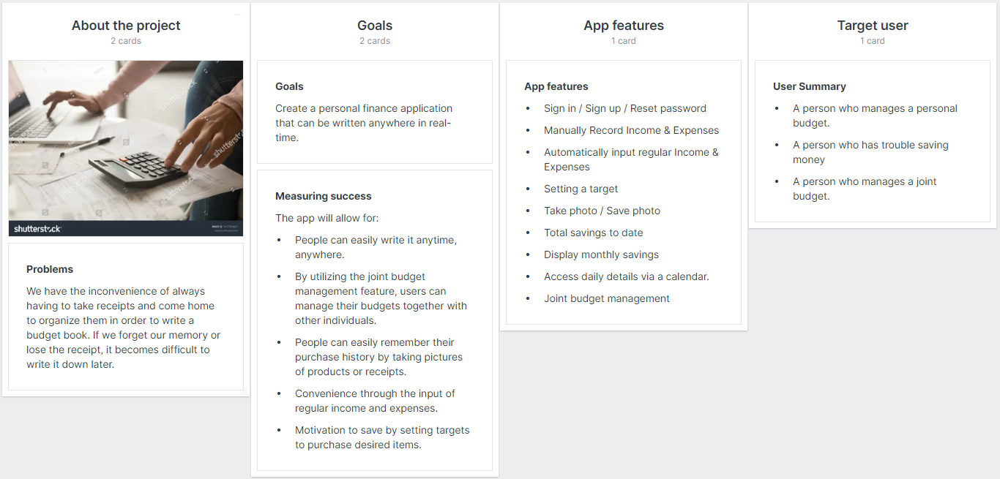 About the project
2 cards
shutterstock
shutterstock
shutterstock
Problems
We have the inconvenience of always
having to take receipts and come home
to organize them in order to write a
budget book. If we forget our memory or
lose the receipt, it becomes difficult to
write it down later.
Goals
2 cards
Goals
Create a personal finance application
that can be written anywhere in real-
time.
Measuring success
The app will allow for:
• People can easily write it anytime,
anywhere.
• By utilizing the joint budget
management feature, users can
manage their budgets together with
other individuals.
• People can easily remember their
purchase history by taking pictures
of products or receipts.
• Convenience through the input of
regular income and expenses.
• Motivation to save by setting targets
to purchase desired items.
App features
1 card
App features
• Sign in / Sign up / Reset password
• Manually Record Income & Expenses
• Automatically input regular Income &
Expenses
• Setting a target
• Take photo / Save photo
• Total savings to date
• Display monthly savings
• Access daily details via a calendar.
• Joint budget management
Target user
1 card
User Summary
• A person who manages a personal
budget.
• A person who has trouble saving
money
• A person who manages a joint
budget.